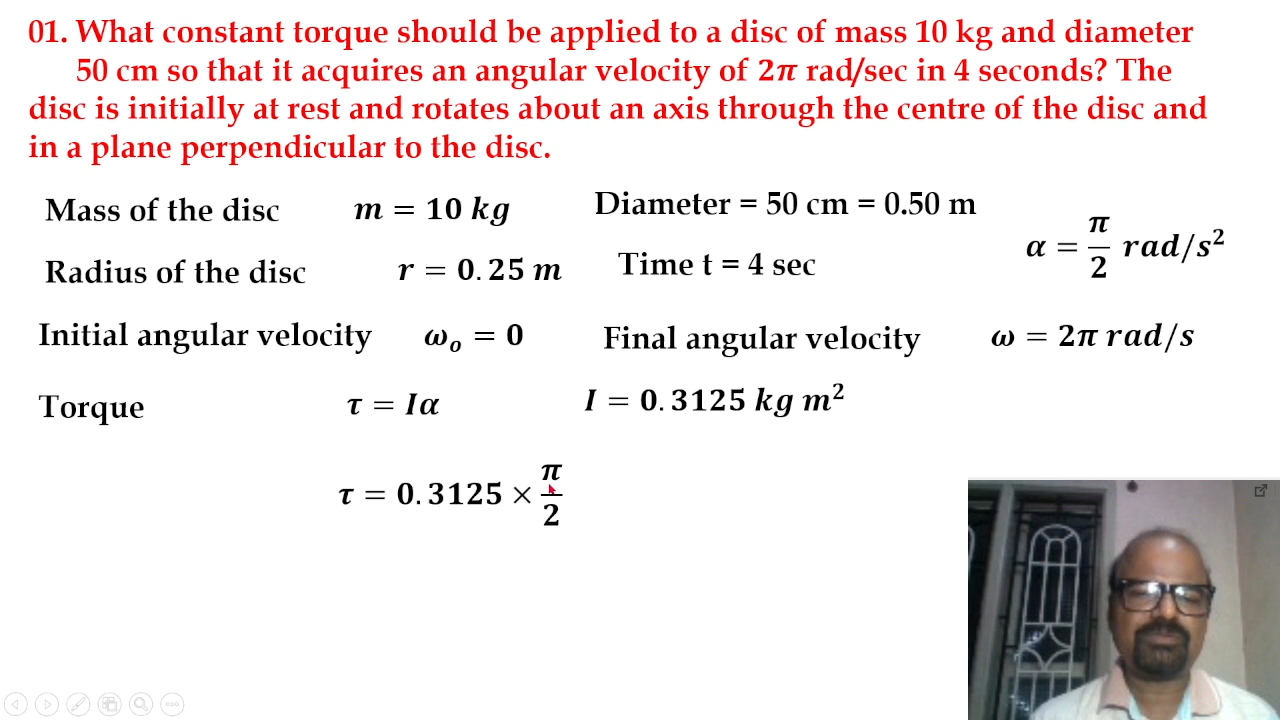 01. What constant torque should be applied to a disc of mass 10 kg and diameter
50 cm so that it acquires an angular velocity of 2π rad/sec in 4 seconds? The
disc is initially at rest and rotates about an axis through the centre of the disc and
in a plane perpendicular to the disc.
Mass of the disc m = 10 kg Diameter = 50 cm = 0.50 m
Radius of the disc r = 0.25 m Time t = 4 sec α = π/2 rad/s²
Initial angular velocity ωₒ = 0 Final angular velocity ω = 2π rad/s
Torque τ = Iα I = 0.3125 kg m²
τ = 0.3125 × π/2